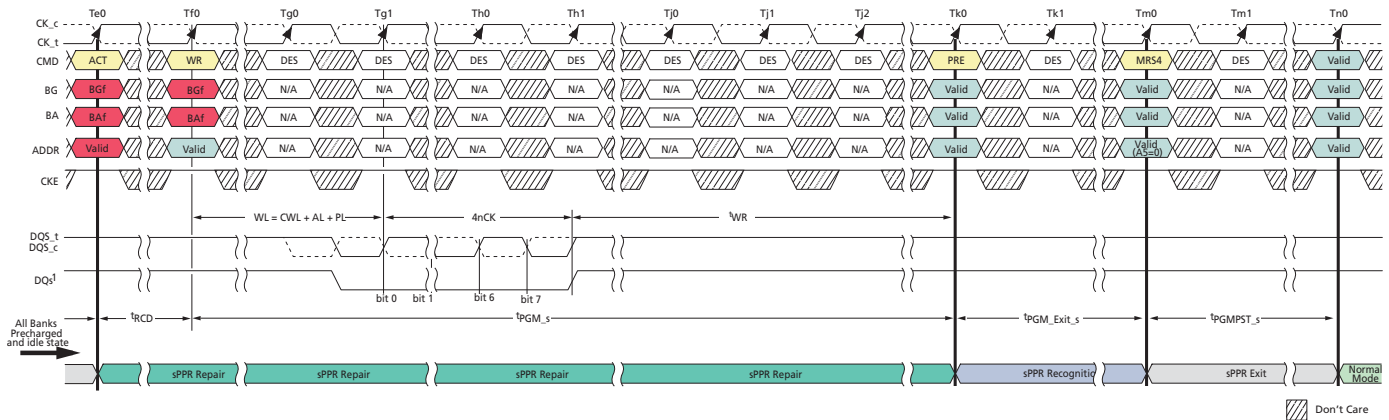 Te0 Tf0 Tg0 Tg1 Th0 Th1 Tj0 Tj1 Tj2 Tk0 Tk1 Tm0 Tm1 Tn0
CK_c
CK_t
CMD ACT WR DES DES DES DES DES DES DES PRE DES MRS4 DES Valid
BG BGf BGf N/A N/A N/A N/A N/A N/A N/A Valid N/A Valid N/A Valid
BA BAf BAf N/A N/A N/A N/A N/A N/A N/A Valid N/A Valid N/A Valid
ADDR Valid Valid N/A N/A N/A N/A N/A N/A N/A Valid N/A Valid (A5=0) N/A Valid
CKE
WL = CWL + AL + PL 4nCK tWR
DQS_t
DQS_c
DQs1
bit 0 bit 1 bit 6 bit 7
All Banks
Precharged
and idle state
tRCD tPGM_s tPGM_Exit_s tPGMPST_s
sPPR Repair sPPR Repair sPPR Repair sPPR Repair sPPR Recognitic sPPR Exit Normal
Mode
Don't Care